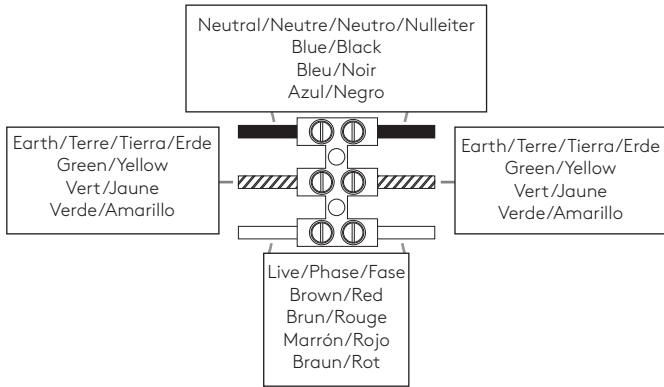 Neutral/Neutre/Neutro/Nulleiter
Blue/Black
Bleu/Noir
Azul/Negro
Earth/Terre/Tierra/Erde
Green/Yellow
Vert/Jaune
Verde/Amarillo
Earth/Terre/Tierra/Erde
Green/Yellow
Vert/Jaune
Verde/Amarillo
Live/Phase/Fase
Brown/Red
Brun/Rouge
Marrón/Rojo
Braun/Rot